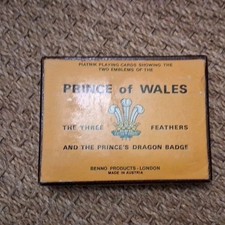 PIATNIK PLAYING CARDS SHOWING THE
TWO EMBLEMS OF THE
PRINCE of WALES
THE THREE FEATHERS
AND THE PRINCE'S DRAGON BADGE
BENNO PRODUCTS - LONDON
MADE IN AUSTRIA